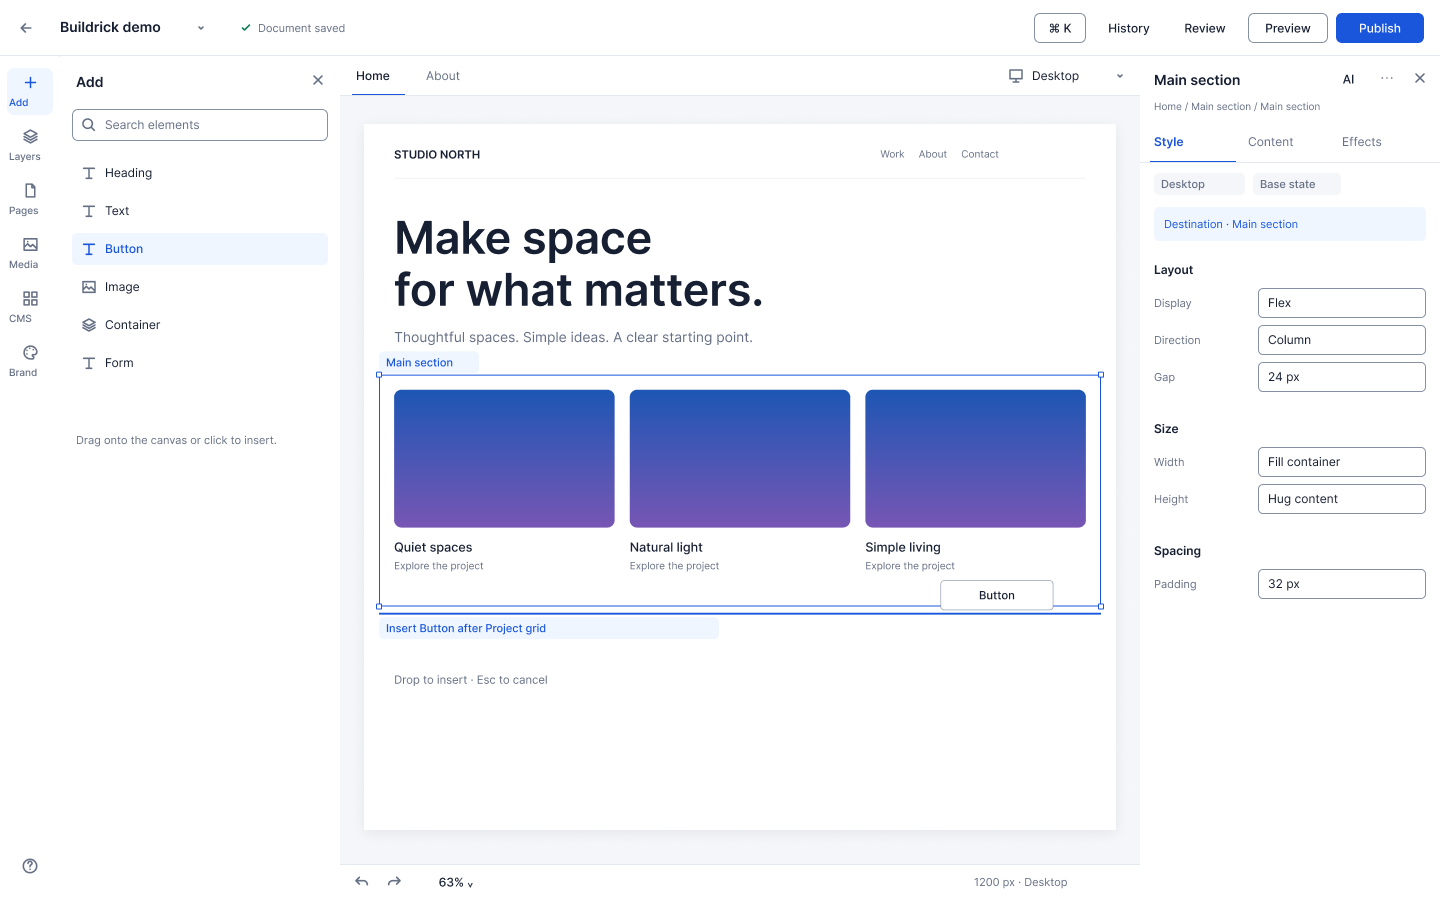 Buildrick demo
Document saved
⌘ K
History
Review
Preview
Publish
Add
Layers
Pages
Media
CMS
Brand
Add
Search elements
Heading
Text
Button
Image
Container
Form
Drag onto the canvas or click to insert.
Home
About
Desktop
STUDIO NORTH
Work
About
Contact
Make space
for what matters.
Thoughtful spaces. Simple ideas. A clear starting point.
Main section
Quiet spaces
Explore the project
Natural light
Explore the project
Simple living
Explore the project
Button
Insert Button after Project grid
Drop to insert · Esc to cancel
63%
1200 px · Desktop
Main section
AI
Home / Main section / Main section
Style
Content
Effects
Desktop
Base state
Destination · Main section
Layout
Display
Flex
Direction
Column
Gap
24 px
Size
Width
Fill container
Height
Hug content
Spacing
Padding
32 px